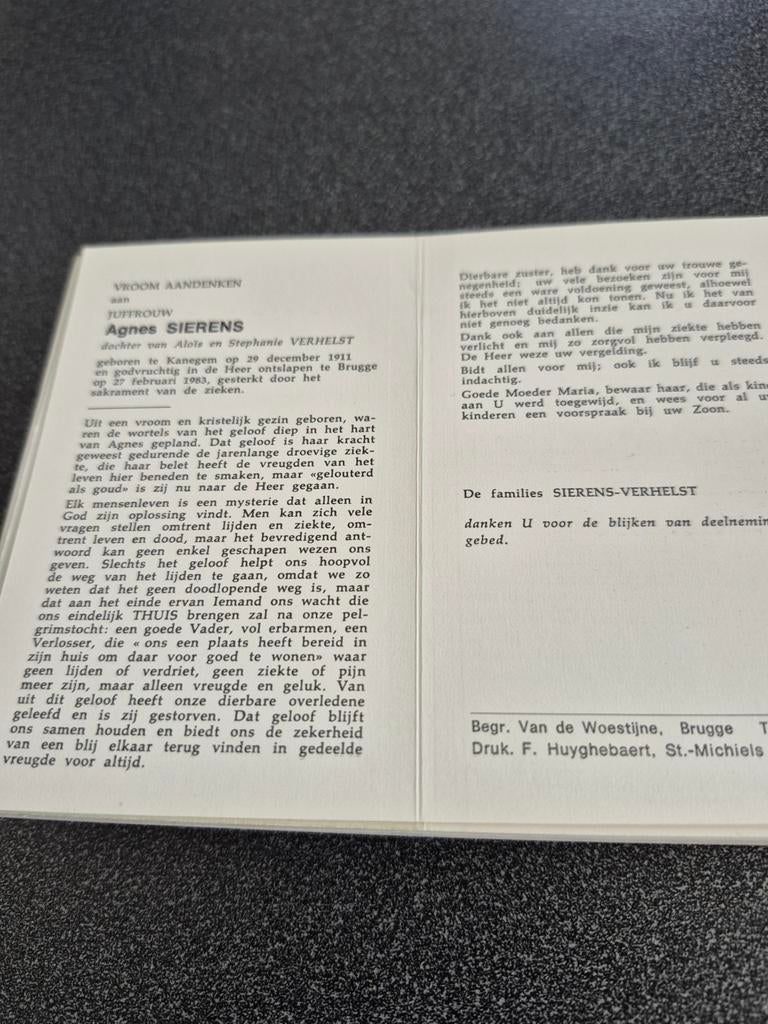 VROOM AANDENKEN
aan
JUFFROUW
Agnes SIERENS
dochter van Aloïs en Stephanie VERHELST
geboren te Kanegem op 29 december 1911
en godvruchtig in de Heer ontslapen te Brugge
op 27 februari 1983, gesterkt door het
sakrament van de zieken.
Uit een vroom en kristelijk gezin geboren, wa-
ren de wortels van het geloof diep in het hart
van Agnes gepland. Dat geloof is haar kracht
geweest gedurende de jarenlange droevige ziek-
te, die haar belet heeft de vreugden van het
leven hier beneden te smaken, maar «gelouterd
als goud» is zij nu naar de Heer gegaan.
Elk mensenleven is een mysterie dat alleen in
God zijn oplossing vindt. Men kan zich vele
vragen stellen omtrent lijden en ziekte, om-
trent leven en dood, maar het bevredigend ant-
woord kan geen enkel geschapen wezen ons
geven. Slechts het geloof helpt ons hoopvol
de weg van het lijden te gaan, omdat we zo
weten dat het geen doodlopende weg is, maar
dat aan het einde ervan Iemand ons wacht die
ons eindelijk THUIS brengen zal na onze pel-
grimstocht: een goede Vader, vol erbarmen, een
Verlosser, die « ons een plaats heeft bereid in
zijn huis om daar voor goed te wonen» waar
geen lijden of verdriet, geen ziekte of pijn
meer zijn, maar alleen vreugde en geluk. Van
uit dit geloof heeft onze dierbare overledene
geleefd en is zij gestorven. Dat geloof blijft
ons samen houden en biedt ons de zekerheid
van een blij elkaar terug vinden in gedeelde
vreugde voor altijd.
Dierbare zuster, heb dank voor uw trouwe ge-
negenheid; uw vele bezoeken zijn voor mij
steeds een ware voldoening geweest, alhoewel
ik het niet altijd kon tonen. Nu ik het van
hierboven duidelijk inzie kan ik u daarvoor
niet genoeg bedanken.
Dank ook aan allen die mijn ziekte hebben
verlicht en mij zo zorgvol hebben verpleegd.
De Heer weze uw vergelding.
Bidt allen voor mij; ook ik blijf u steeds
indachtig.
Goede Moeder Maria, bewaar haar, die als kin
aan U werd toegewijd, en wees voor al u
kinderen een voorspraak bij uw Zoon.
De families SIERENS-VERHELST
danken U voor de blijken van deelnemin
gebed.
Begr. Van de Woestijne, Brugge T
Druk. F. Huyghebaert, St.-Michiels